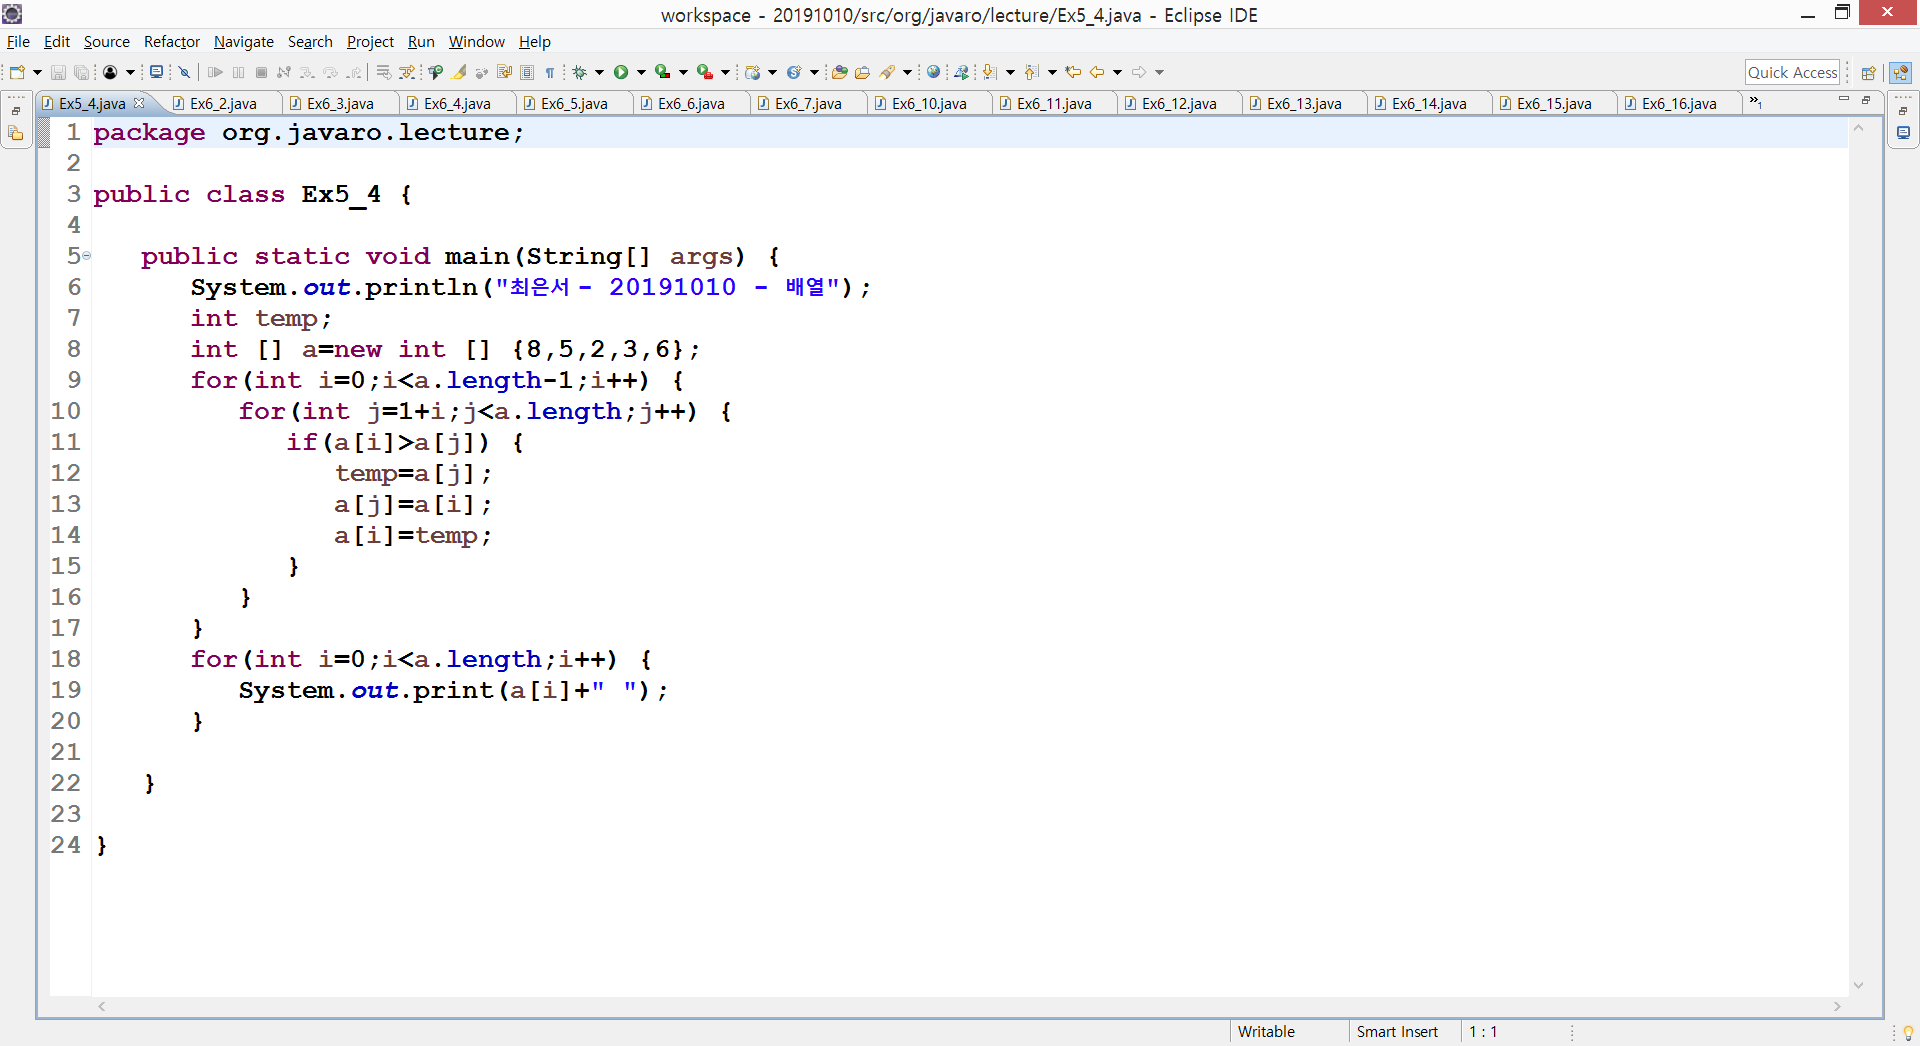 workspace - 20191010/src/org/javaro/lecture/Ex5_4.java - Eclipse IDE
File Edit Source Refactor Navigate Search Project Run Window Help
Quick Access
Ex5_4.java Ex6_2.java Ex6_3.java Ex6_4.java Ex6_5.java Ex6_6.java Ex6_7.java Ex6_10.java Ex6_11.java Ex6_12.java Ex6_13.java Ex6_14.java Ex6_15.java Ex6_16.java »1
1 package org.javaro.lecture;
2
3 public class Ex5_4 {
4
5 public static void main(String[] args) {
6 System.out.println("최은서 - 20191010 - 배열");
7 int temp;
8 int [] a=new int [] {8,5,2,3,6};
9 for(int i=0;i<a.length-1;i++) {
10 for(int j=1+i;j<a.length;j++) {
11 if(a[i]>a[j]) {
12 temp=a[j];
13 a[j]=a[i];
14 a[i]=temp;
15 }
16 }
17 }
18 for(int i=0;i<a.length;i++) {
19 System.out.print(a[i]+" ");
20 }
21
22 }
23
24 }
Writable Smart Insert 1 : 1